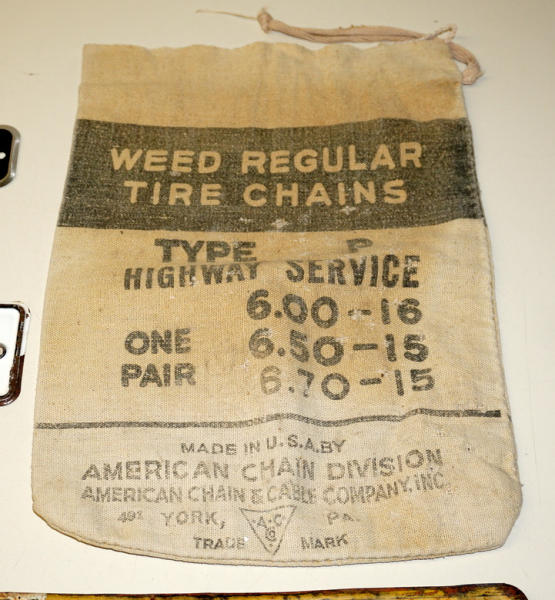 WEED REGULAR
TIRE CHAINS
TYPE P
HIGHWAY SERVICE
6.00-16
ONE 6.50-15
PAIR 6.70-15
MADE IN U.S.A. BY
AMERICAN CHAIN DIVISION
AMERICAN CHAIN & CABLE COMPANY, INC.
YORK, A.C Co PA.
TRADE MARK